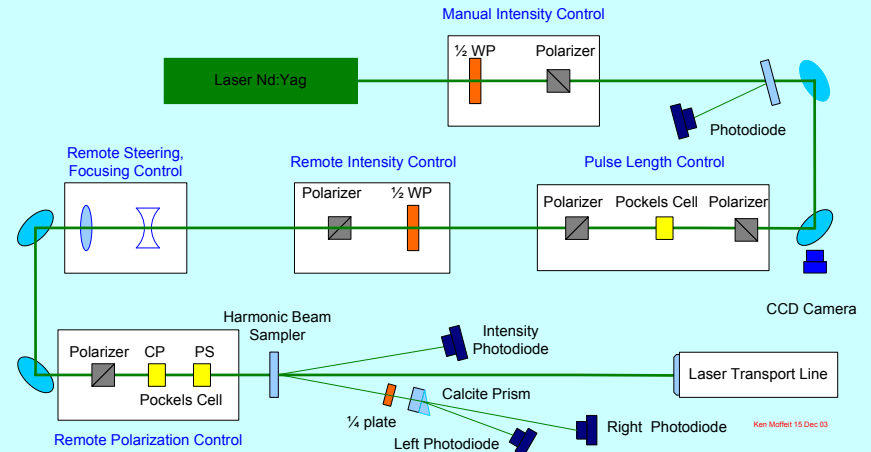 Manual Intensity Control
½ WP
Polarizer
Laser Nd:Yag
Photodiode
Remote Steering,
Focusing Control
Remote Intensity Control
Pulse Length Control
Polarizer
½ WP
Polarizer
Pockels Cell
Polarizer
CCD Camera
Harmonic Beam
Sampler
Intensity
Photodiode
Polarizer
CP
PS
Pockels Cell
Laser Transport Line
Calcite Prism
¼ plate
Right Photodiode
Left Photodiode
Ken Moffeit 15 Dec 03
Remote Polarization Control